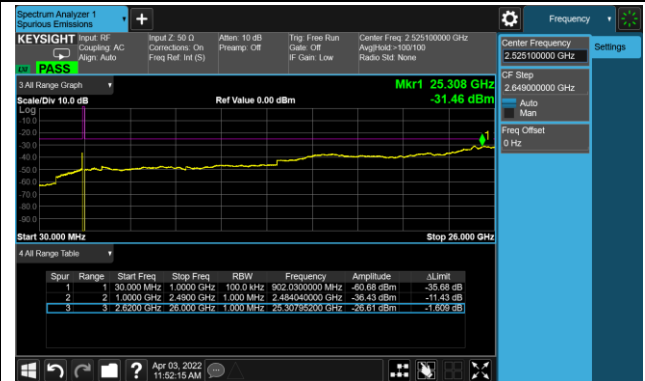 Spectrum Analyzer 1
Spurious Emissions
+
Frequency
KEYSIGHT
Input: RF
Coupling: AC
Align: Auto
Input Z: 50 Ω
Corrections: On
Freq Ref: Int (S)
Atten: 10 dB
Preamp: Off
Trig: Free Run
Gate: Off
IF Gain: Low
Center Freq: 2.525100000 GHz
Avg|Hold:>100/100
Radio Std: None
PASS
Center Frequency
2.525100000 GHz
Settings
CF Step
2.649000000 GHz
Auto
Man
Freq Offset
0 Hz
3 All Range Graph
Mkr1 25.308 GHz
Scale/Div 10.0 dB
Ref Value 0.00 dBm
-31.46 dBm
Log
-10.0
-20.0
-30.0
-40.0
-50.0
-60.0
-70.0
-80.0
-90.0
1
Start 30.000 MHz
Stop 26.000 GHz
4 All Range Table
Spur Range Start Freq Stop Freq RBW Frequency Amplitude ΔLimit
1 1 30.000 MHz 1.0000 GHz 100.0 kHz 902.0300000 MHz -60.68 dBm -35.68 dB
2 2 1.0000 GHz 2.4900 GHz 1.000 MHz 2.484040000 GHz -36.43 dBm -11.43 dB
3 3 2.6200 GHz 26.000 GHz 1.000 MHz 25.30795200 GHz -26.61 dBm -1.609 dB
?
Apr 03, 2022
11:52:15 AM